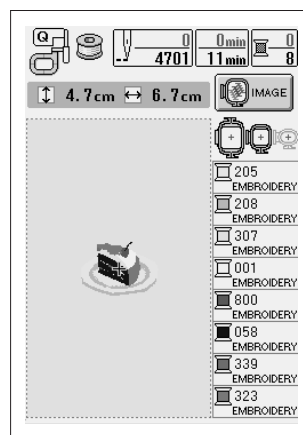 Q
0
4701
0min
11min
0
8
4.7cm 6.7cm
IMAGE
205
EMBROIDERY
208
EMBROIDERY
307
EMBROIDERY
001
EMBROIDERY
800
EMBROIDERY
058
EMBROIDERY
339
EMBROIDERY
323
EMBROIDERY